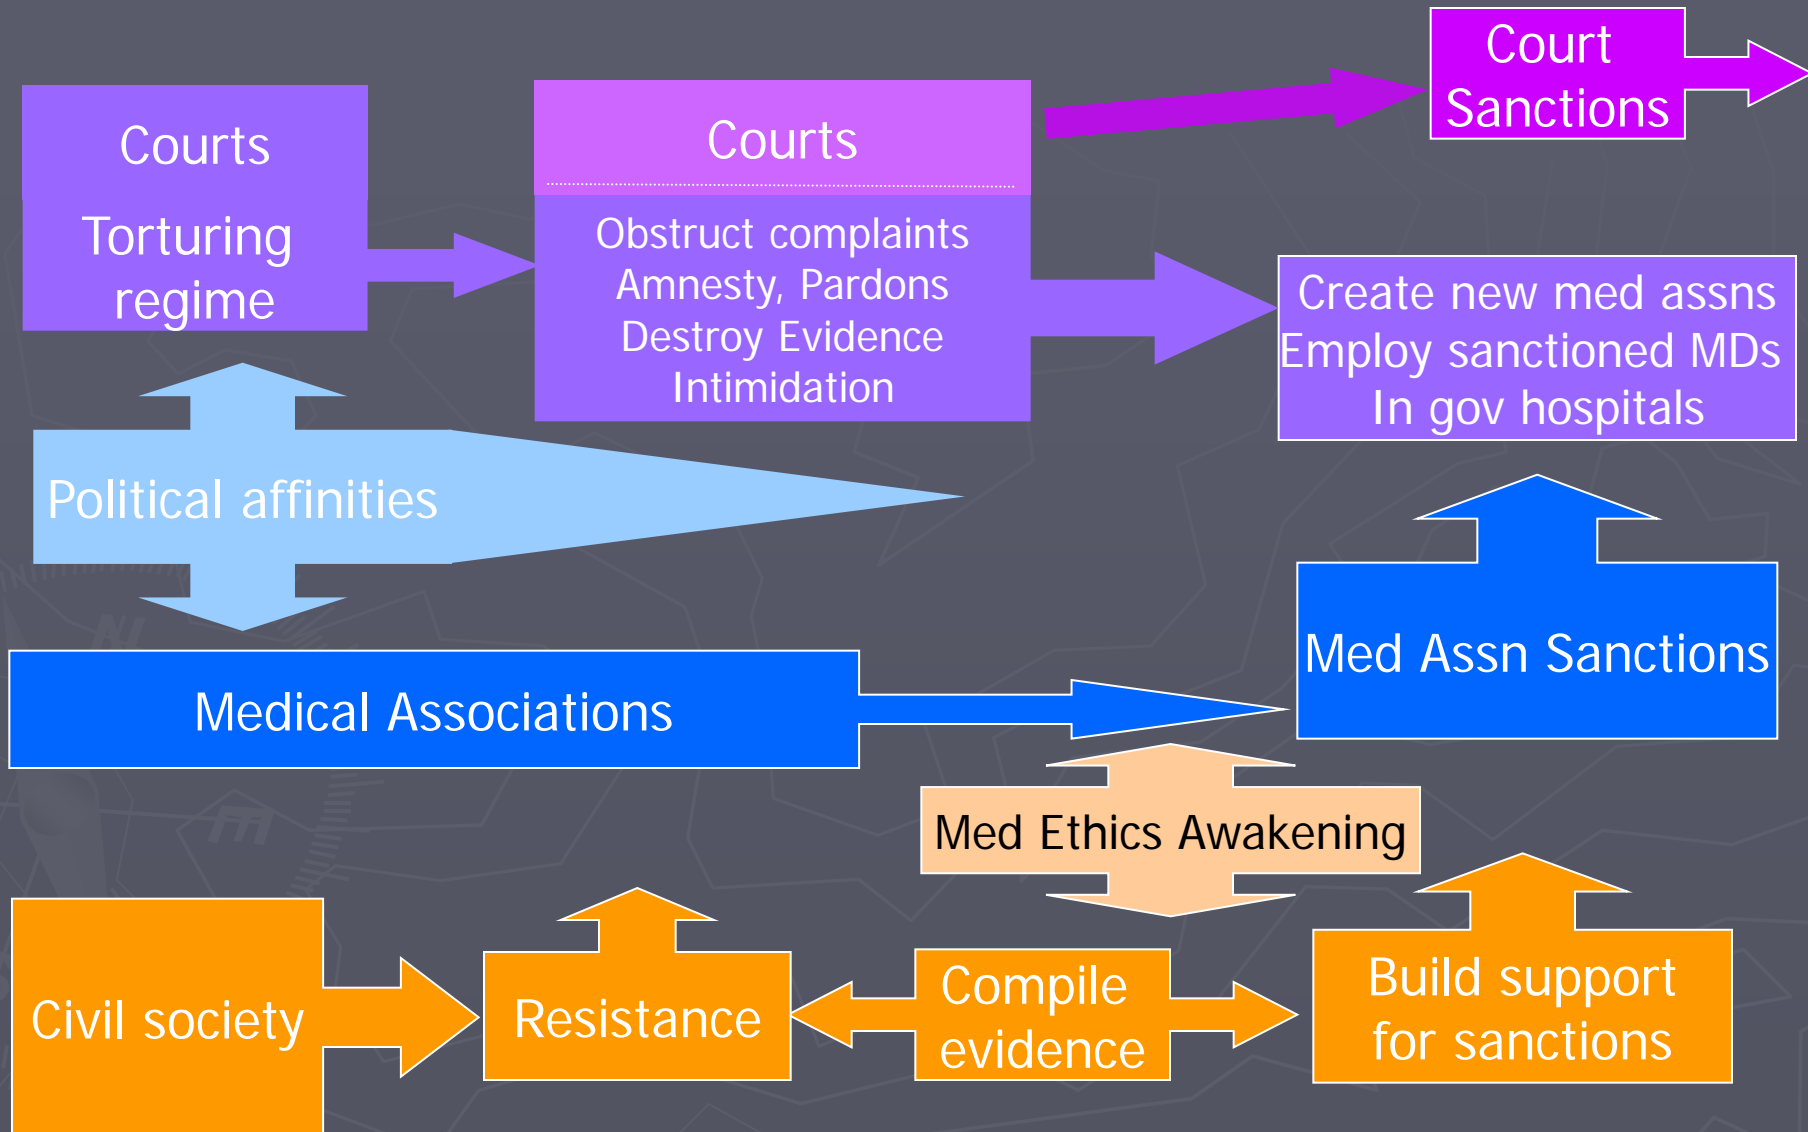 Court
Sanctions
Courts
Torturing
regime
Courts
Obstruct complaints
Amnesty, Pardons
Destroy Evidence
Intimidation
Create new med assns
Employ sanctioned MDs
In gov hospitals
Political affinities
Med Assn Sanctions
Medical Associations
Med Ethics Awakening
Civil society
Resistance
Compile
evidence
Build support
for sanctions
N
E